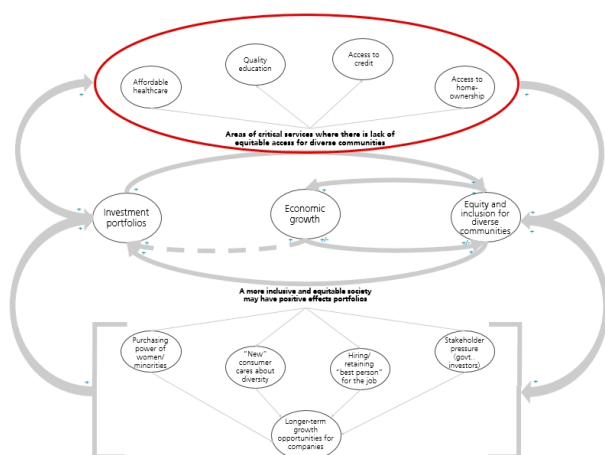 Affordable
healthcare
Quality
education
Access to
credit
Access to
home-
ownership
Areas of critical services where there is lack of
equitable access for diverse communities
+
+
+
+
+
+
+
+
+
Investment
portfolios
Economic
growth
Equity and
inclusion for
diverse
communities
+
+
+
+
+
+/-
+/-
+
+
A more inclusive and equitable society
may have positive effects portfolios
Purchasing
power of
women/
minorities
"New"
consumer
cares about
diversity
Hiring/
retaining
"best person"
for the job
Stakeholder
pressure
(govt..
investors)
+
+
Longer-term
growth
opportunities for
companies